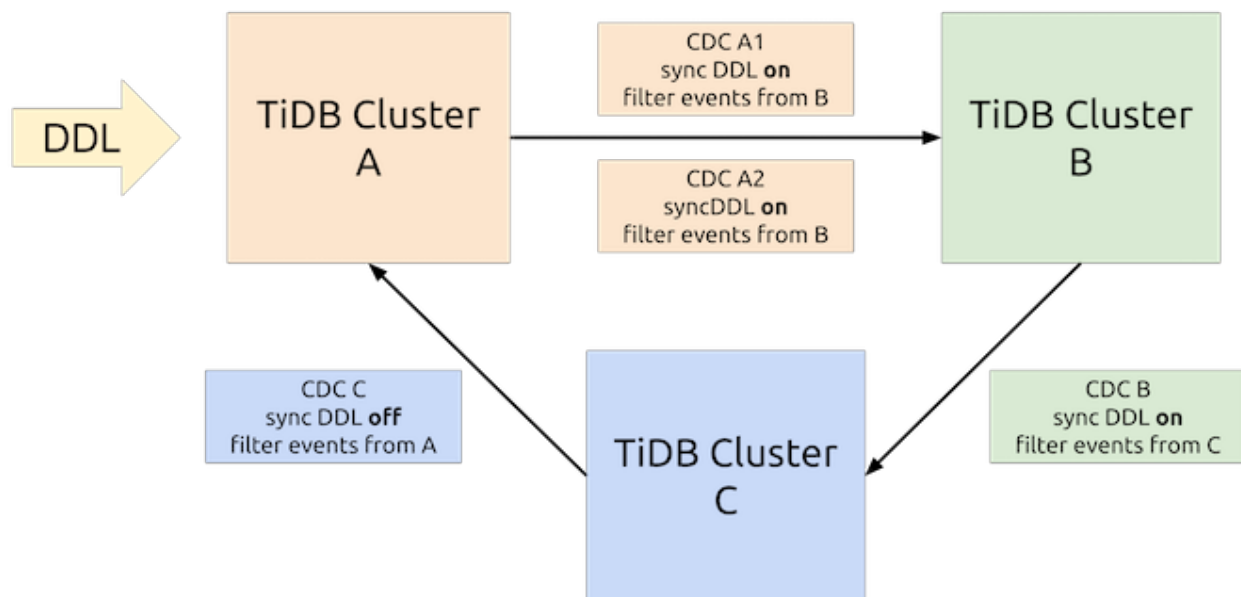 DDL
TiDB Cluster
A
CDC A1
sync DDL on
filter events from B
CDC A2
syncDDL on
filter events from B
TiDB Cluster
B
CDC C
sync DDL off
filter events from A
TiDB Cluster
C
CDC B
sync DDL on
filter events from C